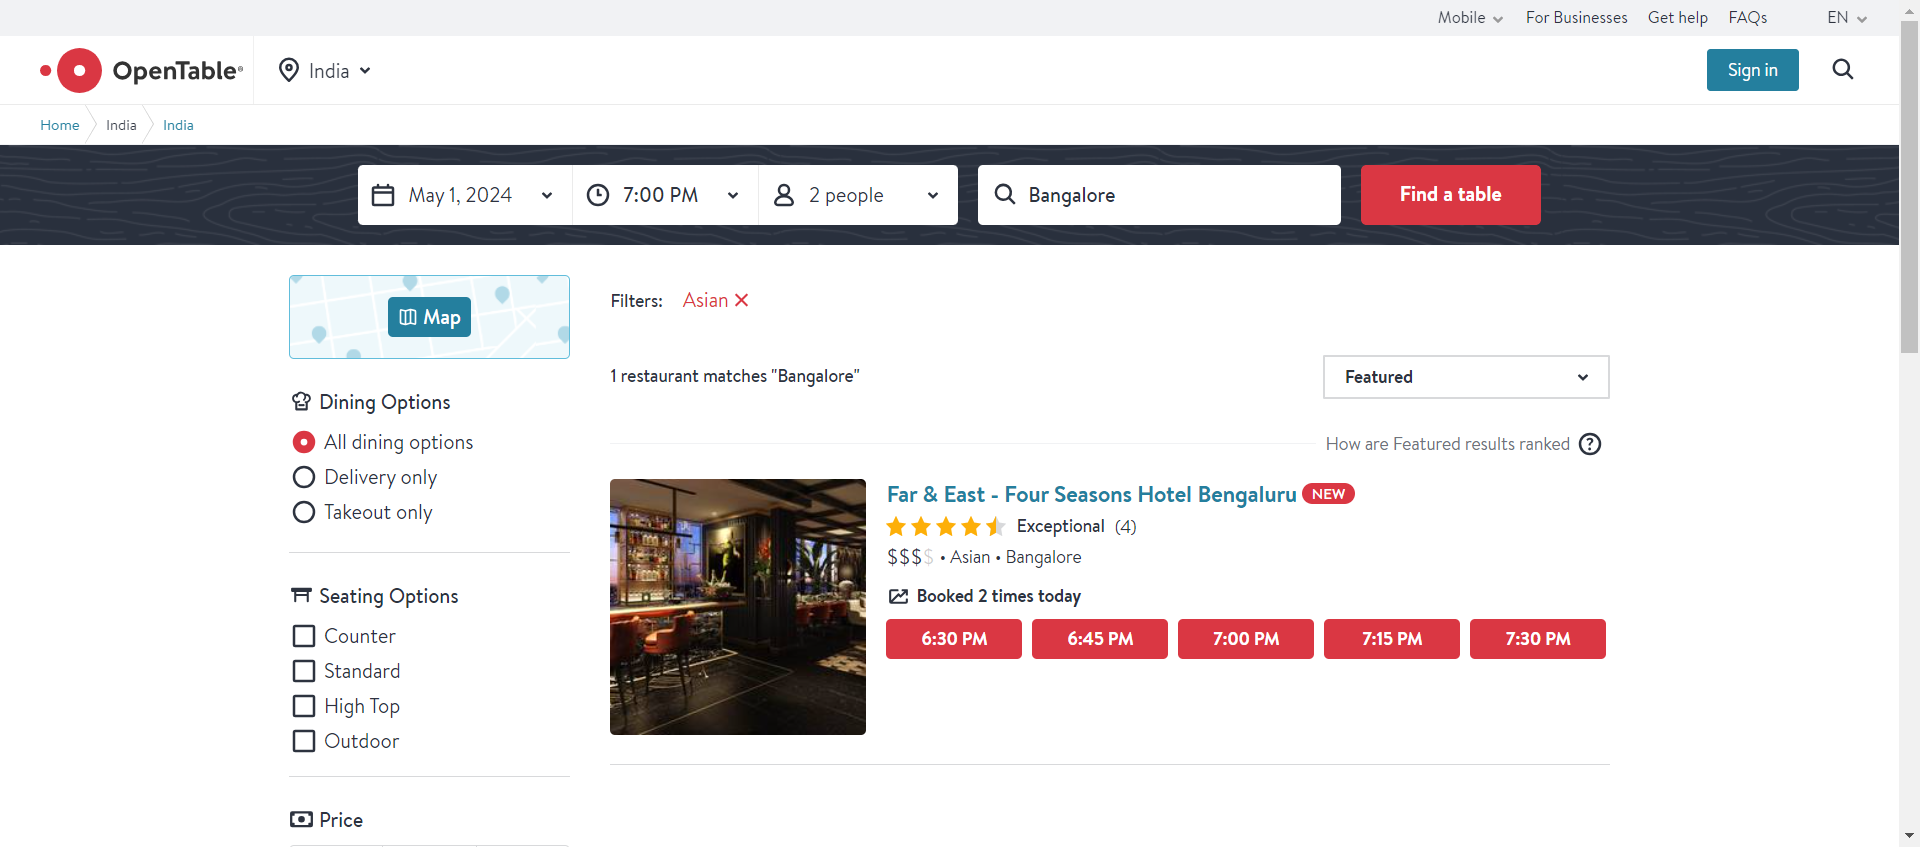 Mobile For Businesses Get help FAQs EN
OpenTable® India Sign in
Home India India
May 1, 2024 7:00 PM 2 people Bangalore Find a table
Map
Filters: Asian
1 restaurant matches "Bangalore"
Featured
How are Featured results ranked ?
Dining Options
All dining options
Delivery only
Takeout only
Seating Options
Counter
Standard
High Top
Outdoor
Price
Far & East - Four Seasons Hotel Bengaluru NEW
Exceptional (4)
$$$$ • Asian • Bangalore
Booked 2 times today
6:30 PM 6:45 PM 7:00 PM 7:15 PM 7:30 PM